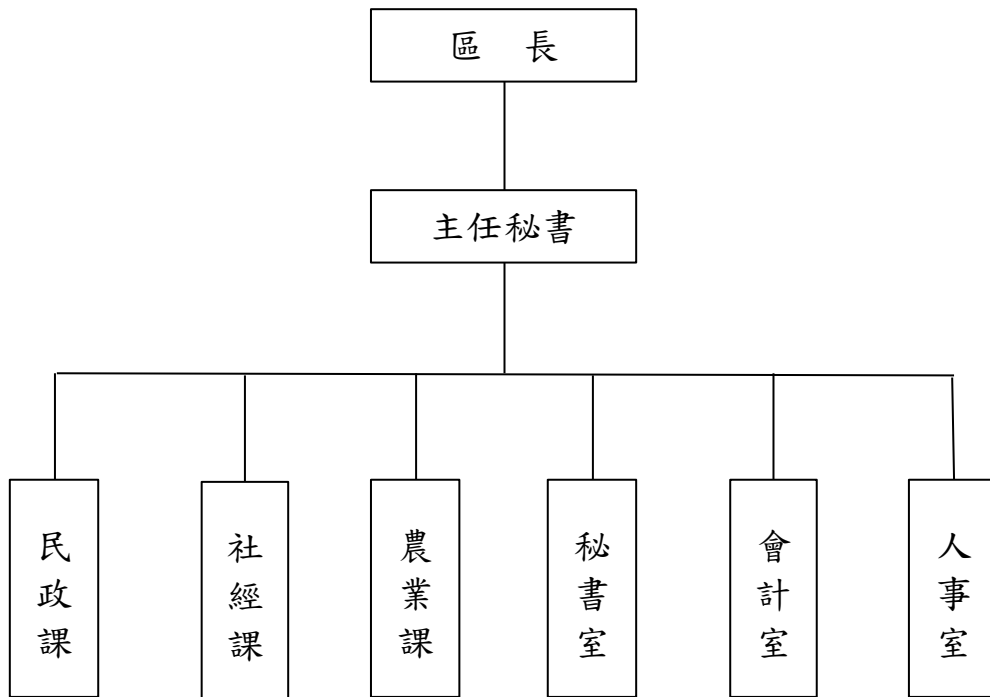 區 長
主任秘書
民政課
社經課
農業課
秘書室
會計室
人事室